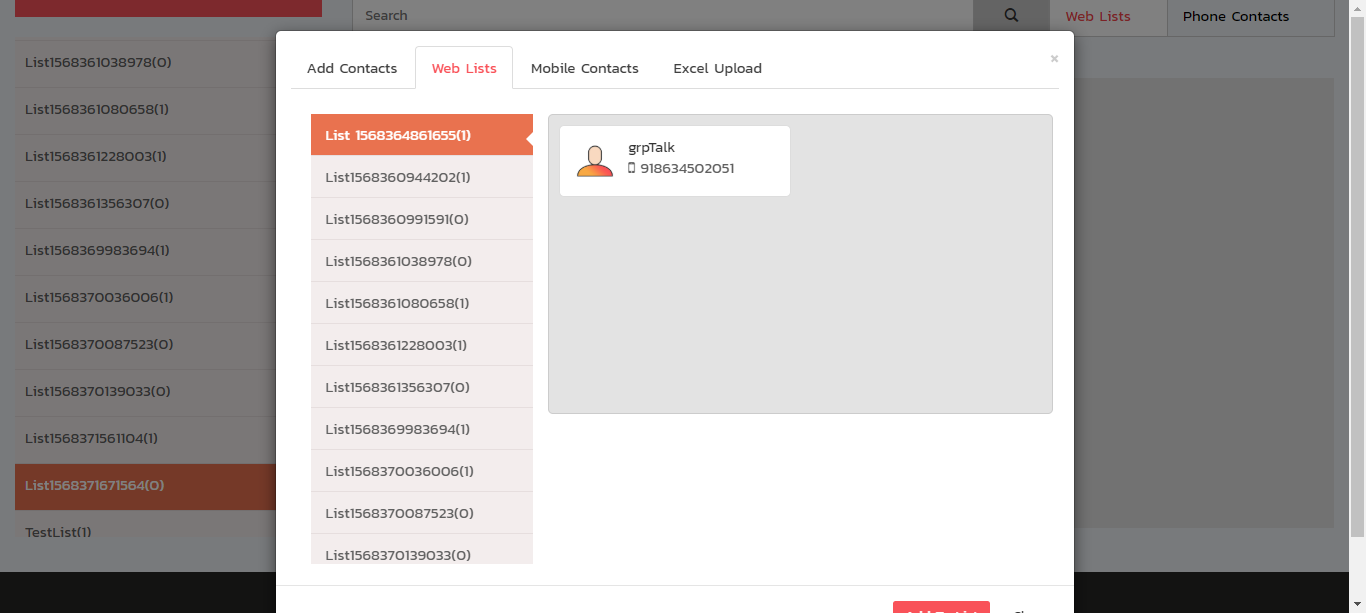 Search
Web Lists
Phone Contacts
List1568361038978(0)
List1568361080658(1)
List1568361228003(1)
List1568361356307(0)
List1568369983694(1)
List1568370036006(1)
List1568370087523(0)
List1568370139033(0)
List1568371561104(1)
List1568371671564(0)
TestList(1)
Add Contacts
Web Lists
Mobile Contacts
Excel Upload
×
List 1568364861655(1)
List1568360944202(1)
List1568360991591(0)
List1568361038978(0)
List1568361080658(1)
List1568361228003(1)
List1568361356307(0)
List1568369983694(1)
List1568370036006(1)
List1568370087523(0)
List1568370139033(0)
grpTalk
918634502051
Add To List